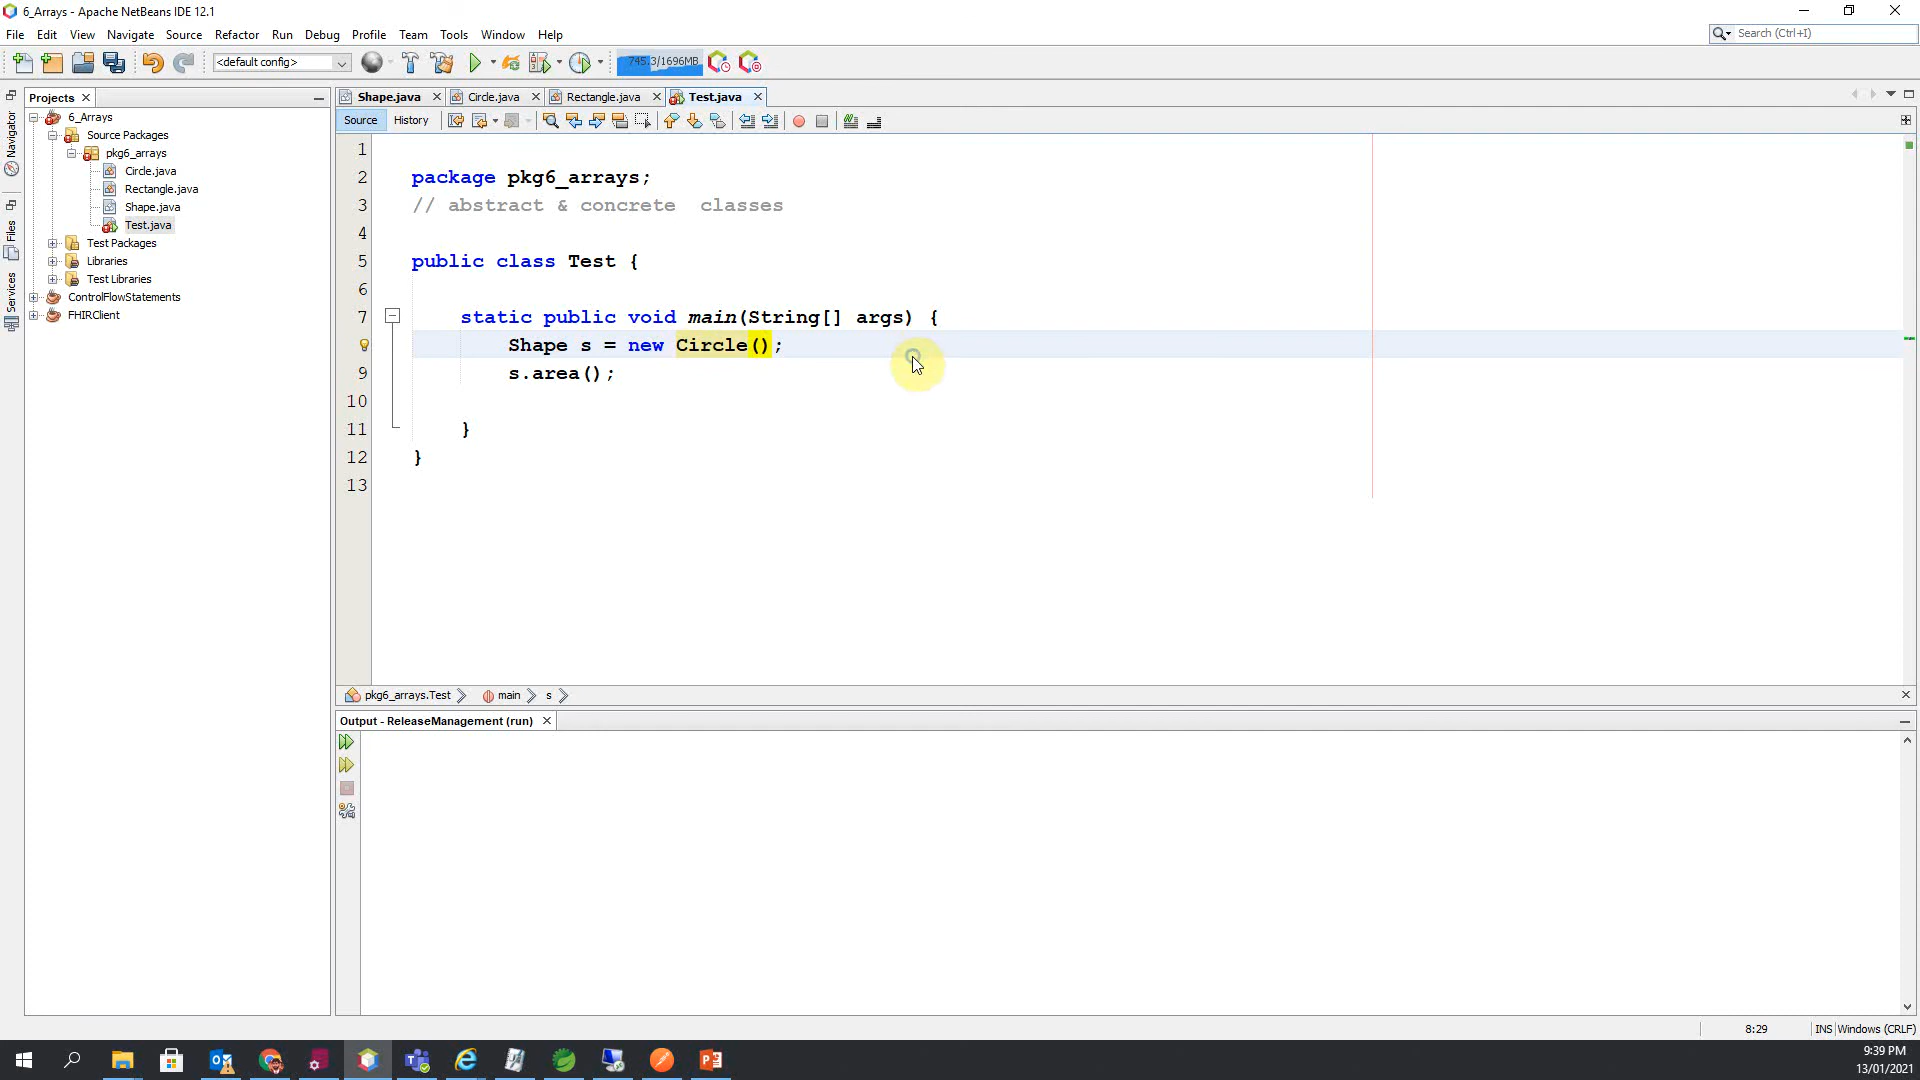 6_Arrays - Apache NetBeans IDE 12.1
File Edit View Navigate Source Refactor Run Debug Profile Team Tools Window Help
Search (Ctrl+I)
<default config>
745.3/1696MB
Navigator
Files
Services
Projects
6_Arrays
Source Packages
pkg6_arrays
Circle.java
Rectangle.java
Shape.java
Test.java
Test Packages
Libraries
Test Libraries
ControlFlowStatements
FHIRClient
Shape.java Circle.java Rectangle.java Test.java
Source History
1
2 package pkg6_arrays;
3 // abstract & concrete  classes
4
5 public class Test {
6
7 static public void main(String[] args) {
Shape s = new Circle();
9 s.area();
10
11 }
12 }
13
pkg6_arrays.Test main s
Output - ReleaseManagement (run)
8:29 INS Windows (CRLF)
9:39 PM
13/01/2021